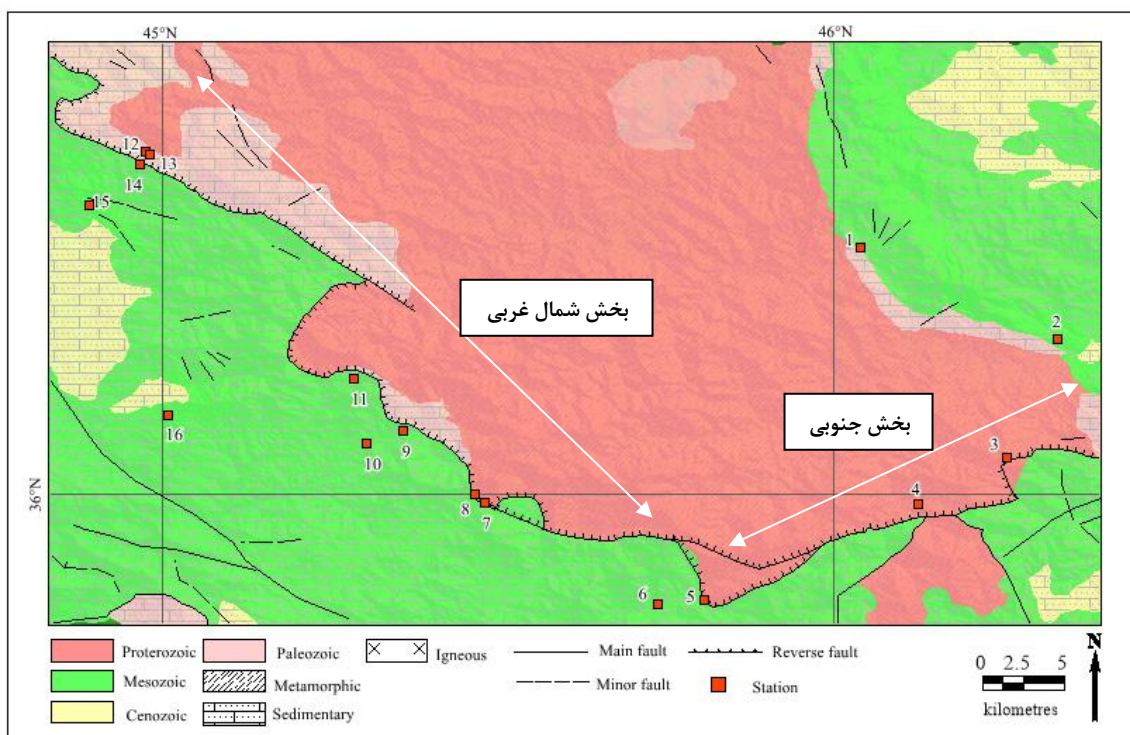 45°N
46°N
12
13
14
15
1
بخش شمال غربی
2
11
بخش جنوبی
16
10
9
3
36°N
8
7
4
6
5
Proterozoic
Paleozoic
Igneous
Main fault
Reverse fault
N
Mesozoic
Metamorphic
Minor fault
Station
0 2.5 5
Cenozoic
Sedimentary
kilometres